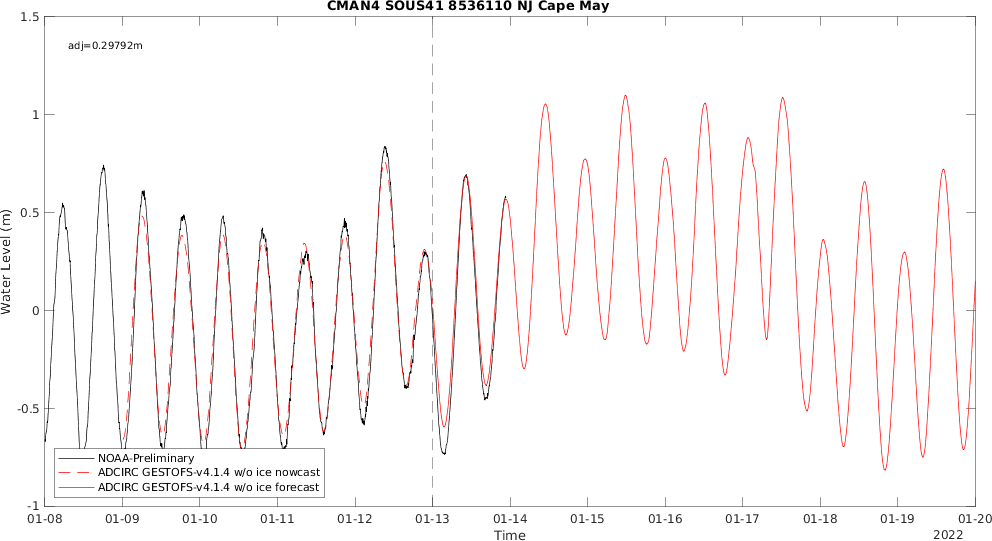 CMAN4 SOUS41 8536110 NJ Cape May
adj=0.29792m
1.5
1
0.5
0
-0.5
-1
Water Level (m)
NOAA-Preliminary
ADCIRC GESTOFS-v4.1.4 w/o ice nowcast
ADCIRC GESTOFS-v4.1.4 w/o ice forecast
01-08 01-09 01-10 01-11 01-12 01-13 01-14 01-15 01-16 01-17 01-18 01-19 01-20
Time
2022